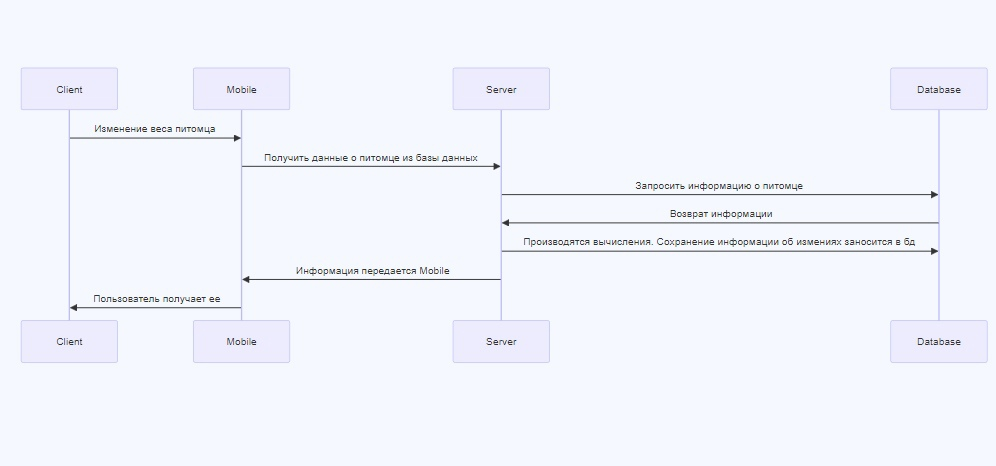 Client
Mobile
Server
Database
Изменение веса питомца
Получить данные о питомце из базы данных
Запросить информацию о питомце
Возврат информации
Производятся вычисления. Сохранение информации об измениях заносится в бд
Информация передается Mobile
Пользователь получает ее
Client
Mobile
Server
Database